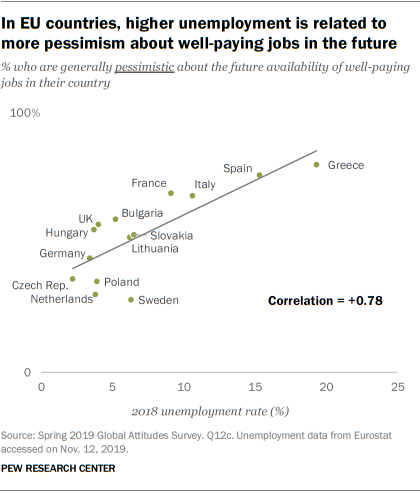 In EU countries, higher unemployment is related to
more pessimism about well-paying jobs in the future
% who are generally pessimistic about the future availability of well-paying
jobs in their country
100%
Spain
Greece
France
Italy
UK
Bulgaria
Hungary
Slovakia
Lithuania
Germany
Czech Rep.
Poland
Netherlands
Sweden
Correlation = +0.78
0
0 5 10 15 20 25
2018 unemployment rate (%)
Source: Spring 2019 Global Attitudes Survey. Q12c. Unemployment data from Eurostat
accessed on Nov. 12, 2019.
PEW RESEARCH CENTER